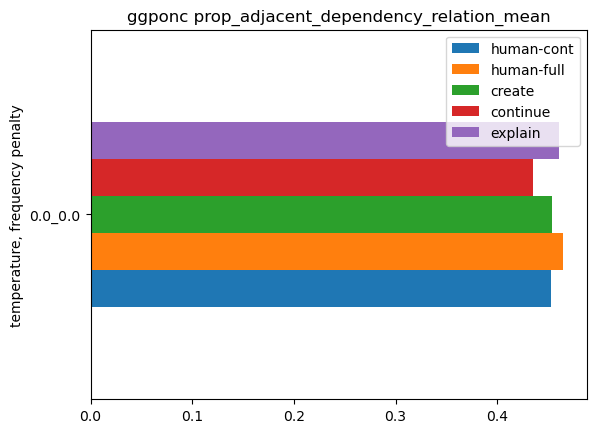 ggponc prop_adjacent_dependency_relation_mean
human-cont
human-full
create
continue
explain
temperature, frequency penalty
0.0_0.0
0.0 0.1 0.2 0.3 0.4